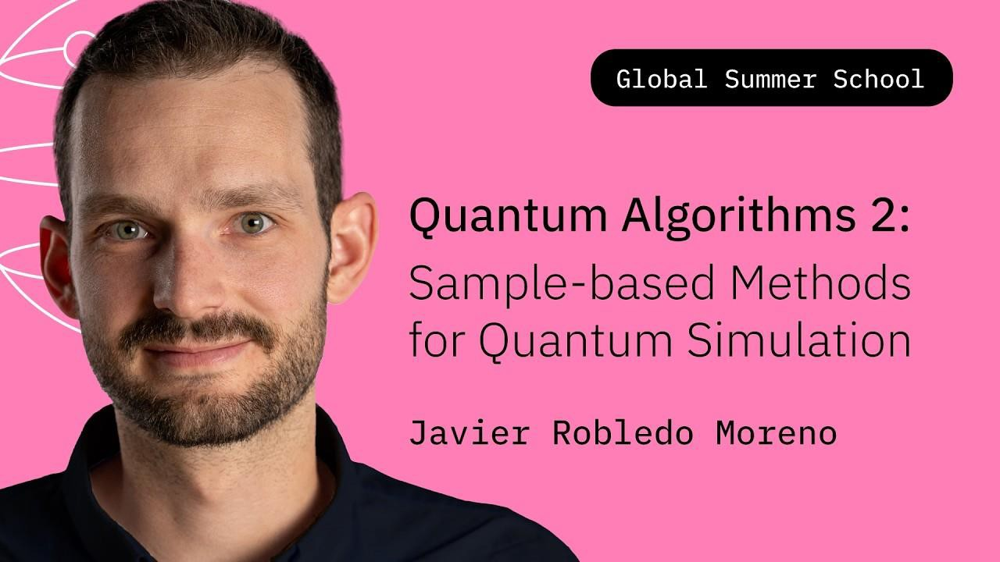 Global Summer School
Quantum Algorithms 2:
Sample-based Methods
for Quantum Simulation
Javier Robledo Moreno